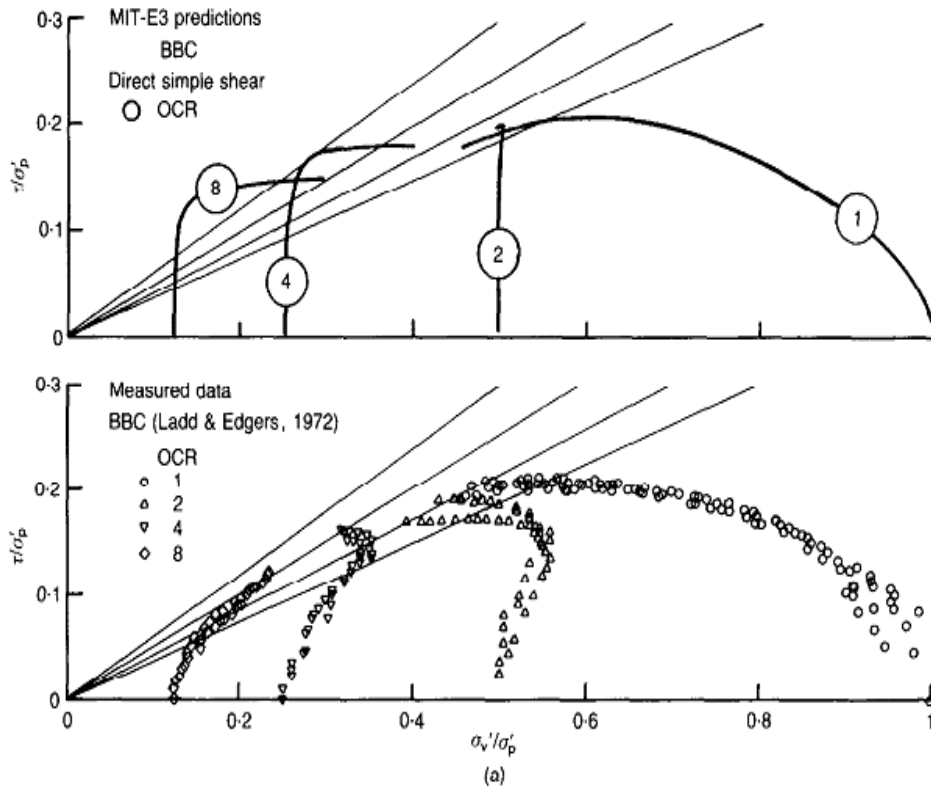 0·3
MIT-E3 predictions
BBC
Direct simple shear
OCR
0·2
τ/σ′p
0·1
0
8
4
2
1
0·3
Measured data
BBC (Ladd & Edgers, 1972)
OCR
1
2
4
8
0·2
τ/σ′p
0·1
0
0
0·2
0·4
0·6
0·8
1
σv′/σ′p
(a)